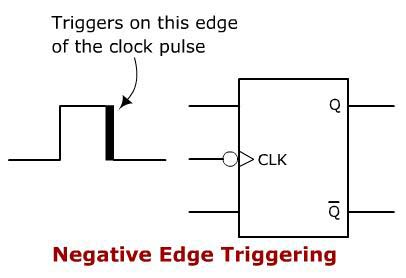 Triggers on this edge
of the clock pulse
Q
CLK
Q̅
Negative Edge Triggering